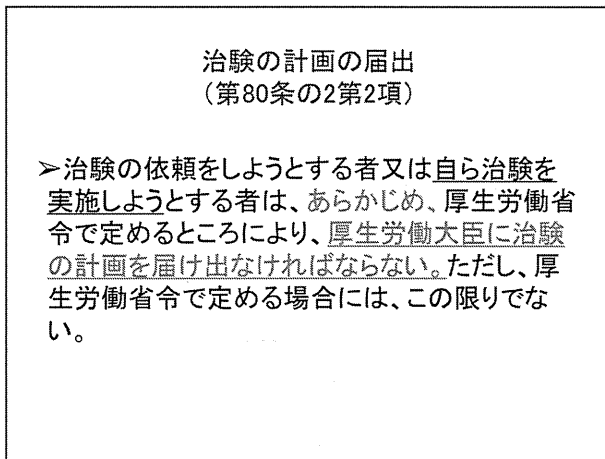 治験の計画の届出
（第80条の2第2項）
➢治験の依頼をしようとする者又は自ら治験を
実施しようとする者は、あらかじめ、厚生労働省
令で定めるところにより、厚生労働大臣に治験
の計画を届け出なければならない。ただし、厚
生労働省令で定める場合には、この限りでな
い。